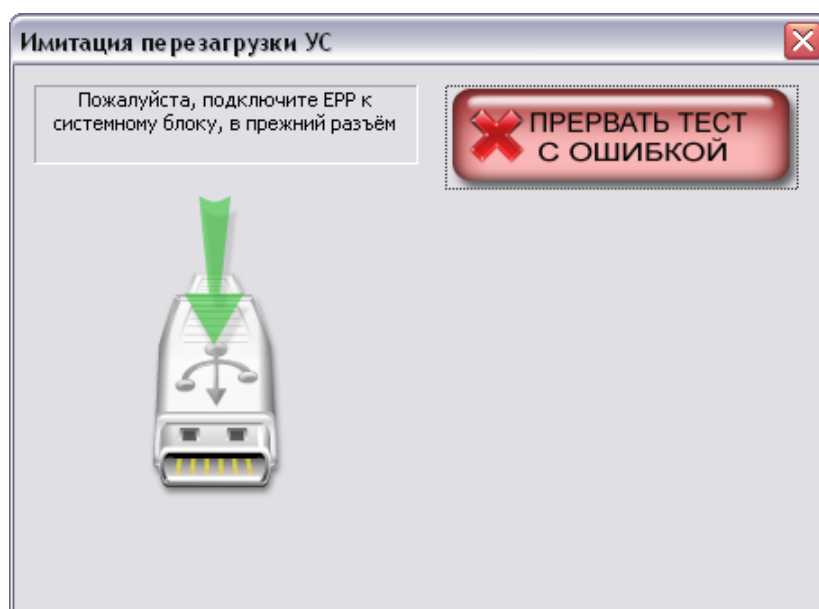 Имитация перезагрузки УС
Пожалуйста, подключите EPP к
системному блоку, в прежний разъём
ПРЕРВАТЬ ТЕСТ
С ОШИБКОЙ